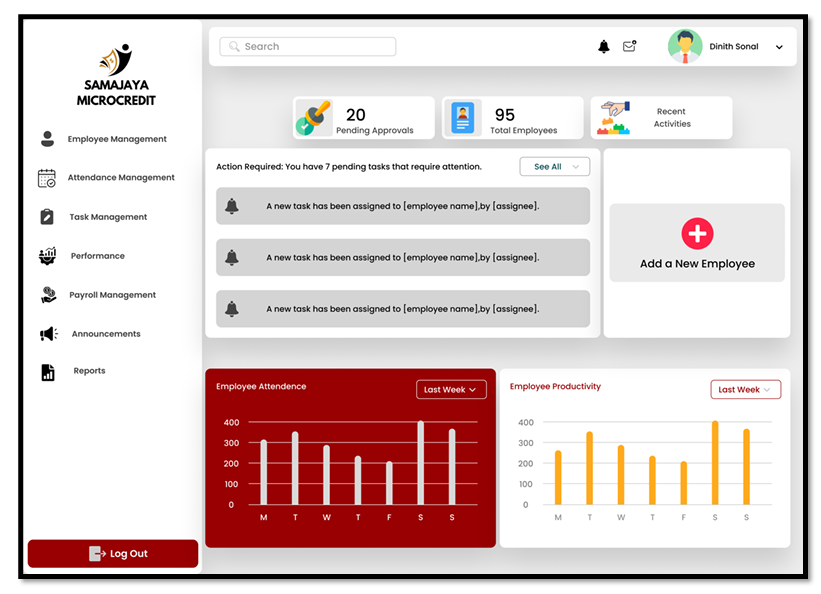 SAMAJAYA
MICROCREDIT
Employee Management
Attendance Management
Task Management
Performance
Payroll Management
Announcements
Reports
Log Out
Search
Dinith Sonal
20
Pending Approvals
95
Total Employees
Recent
Activities
Action Required: You have 7 pending tasks that require attention.
See All
A new task has been assigned to [employee name],by [assignee].
A new task has been assigned to [employee name],by [assignee].
A new task has been assigned to [employee name],by [assignee].
Add a New Employee
Employee Attendence
Last Week
400
300
200
100
0
M T W T F S S
Employee Productivity
Last Week
400
300
200
100
0
M T W T F S S